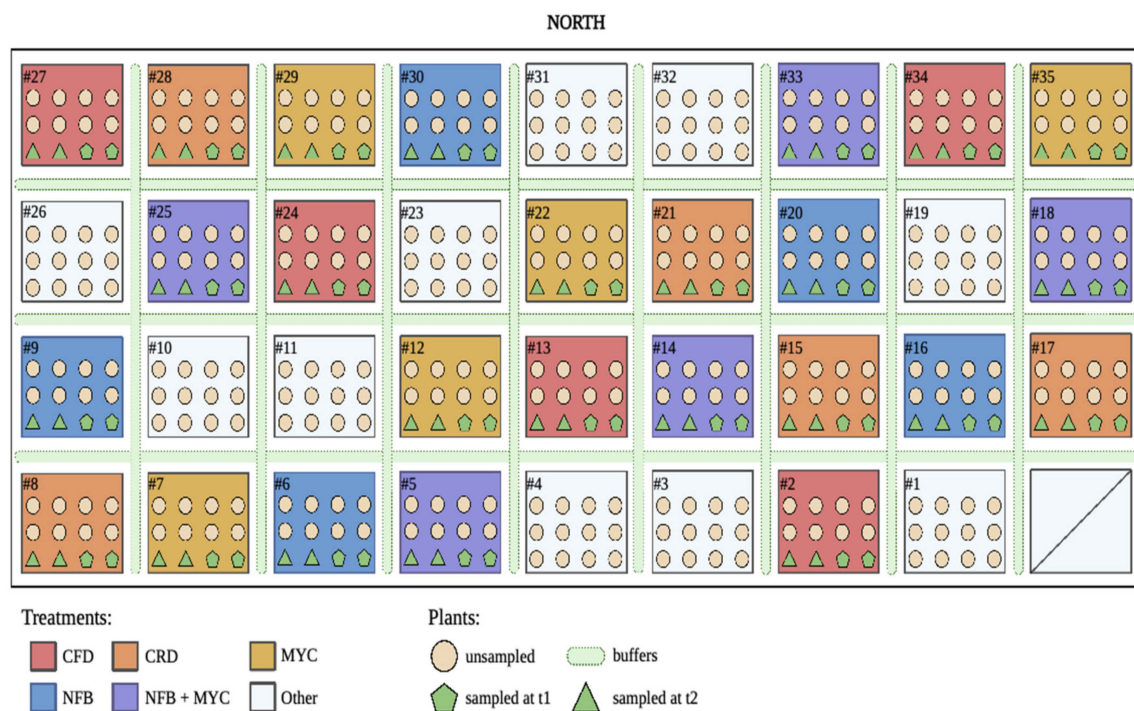 NORTH
#27 #28 #29 #30 #31 #32 #33 #34 #35
#26 #25 #24 #23 #22 #21 #20 #19 #18
#9 #10 #11 #12 #13 #14 #15 #16 #17
#8 #7 #6 #5 #4 #3 #2 #1
Treatments: Plants:
CFD CRD MYC unsampled buffers
NFB NFB + MYC Other sampled at t1 sampled at t2